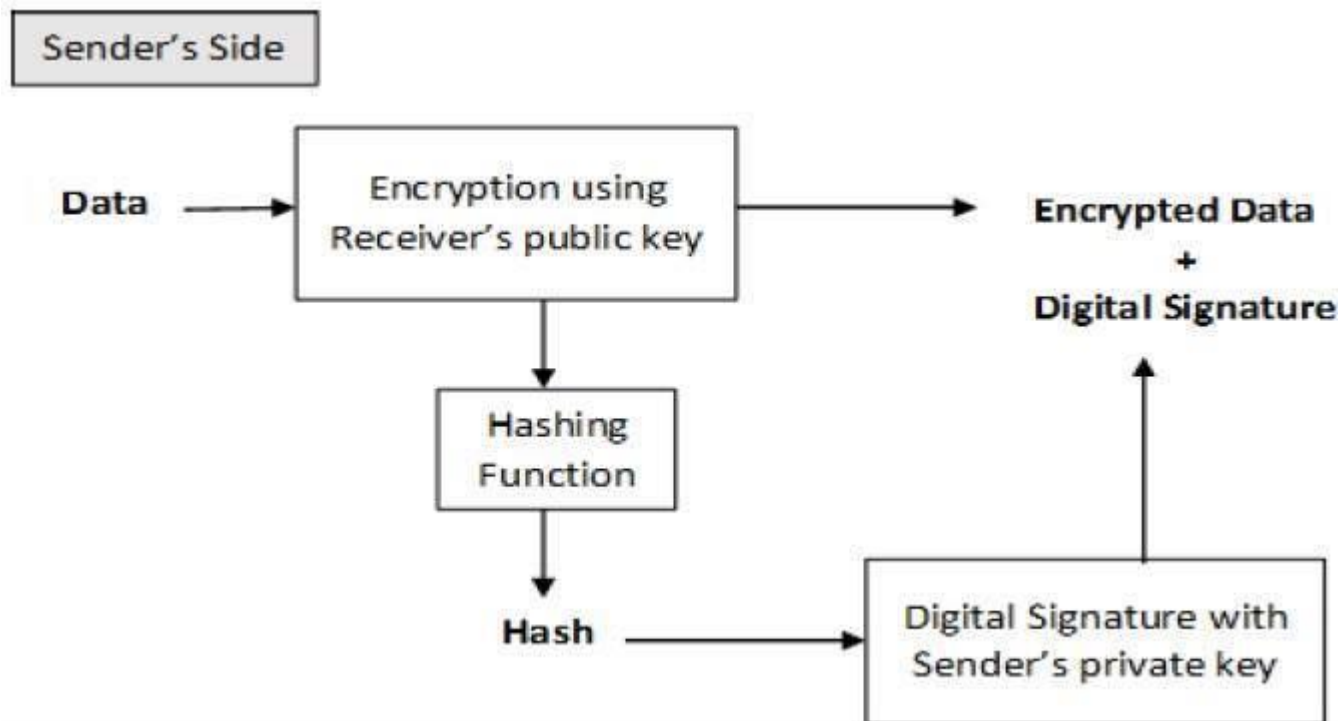 Sender’s Side
Data
Encryption using
Receiver’s public key
Encrypted Data
+
Digital Signature
Hashing
Function
Hash
Digital Signature with
Sender’s private key